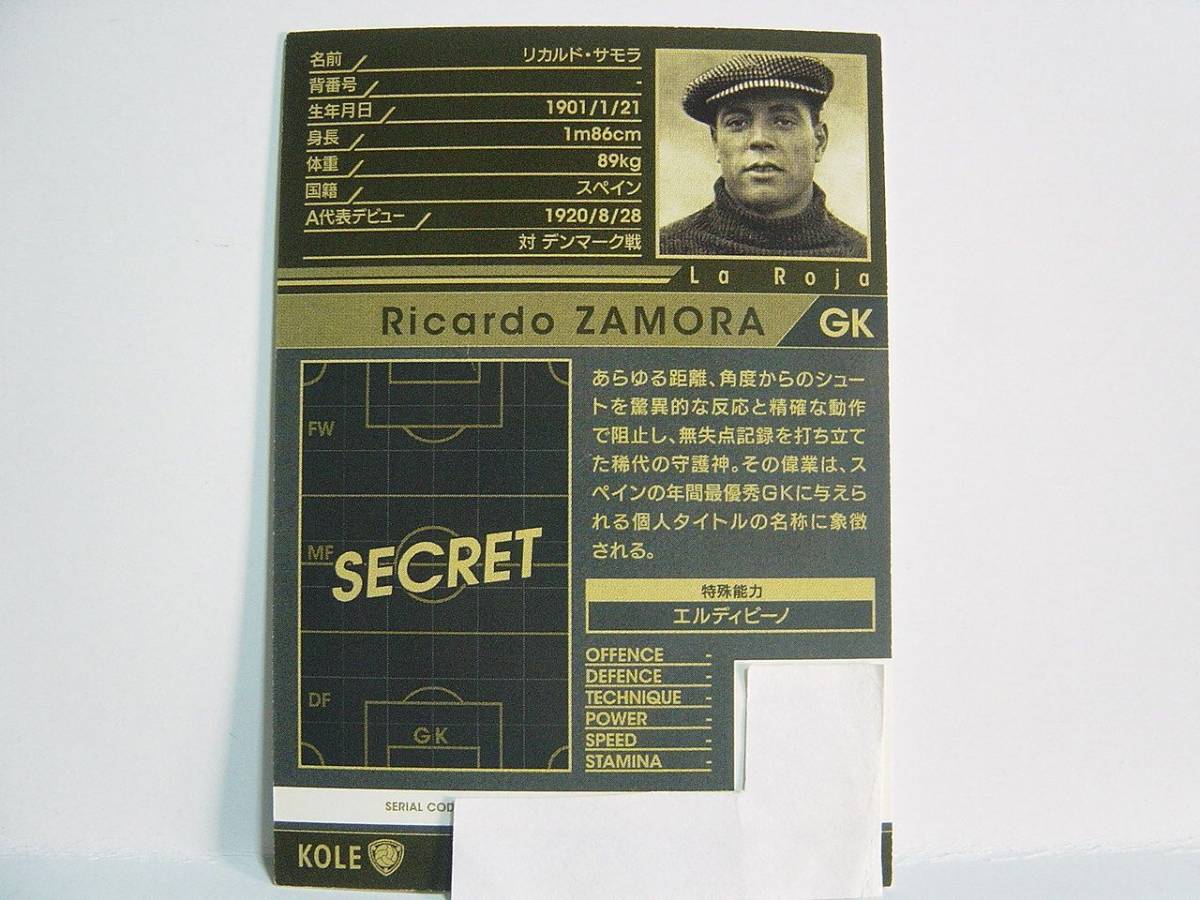 名前 リカルド・サモラ
背番号 -
生年月日 1901/1/21
身長 1m86cm
体重 89kg
国籍 スペイン
A代表デビュー 1920/8/28
対 デンマーク戦
La Roja
Ricardo ZAMORA GK
FW
MF
SECRET
DF
GK
あらゆる距離、角度からのシュー
トを驚異的な反応と精確な動作
で阻止し、無失点記録を打ち立て
た稀代の守護神。その偉業は、ス
ペインの年間最優秀GKに与えら
れる個人タイトルの名称に象徴
される。
特殊能力
エルディビーノ
OFFENCE -
DEFENCE -
TECHNIQUE -
POWER -
SPEED -
STAMINA -
SERIAL COD
KOLE